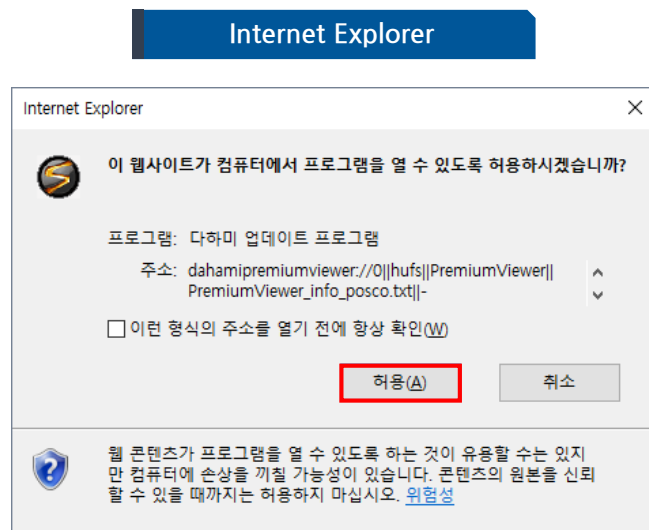 Internet Explorer
Internet Explorer
이 웹사이트가 컴퓨터에서 프로그램을 열 수 있도록 허용하시겠습니까?
프로그램: 다하미 업데이트 프로그램
주소: dahamipremiumviewer://0||hufs||PremiumViewer||
PremiumViewer_info_posco.txt||-
이런 형식의 주소를 열기 전에 항상 확인(W)
허용(A) 취소
웹 콘텐츠가 프로그램을 열 수 있도록 하는 것이 유용할 수는 있지
만 컴퓨터에 손상을 끼칠 가능성이 있습니다. 콘텐츠의 원본을 신뢰
할 수 있을 때까지는 허용하지 마십시오. 위험성